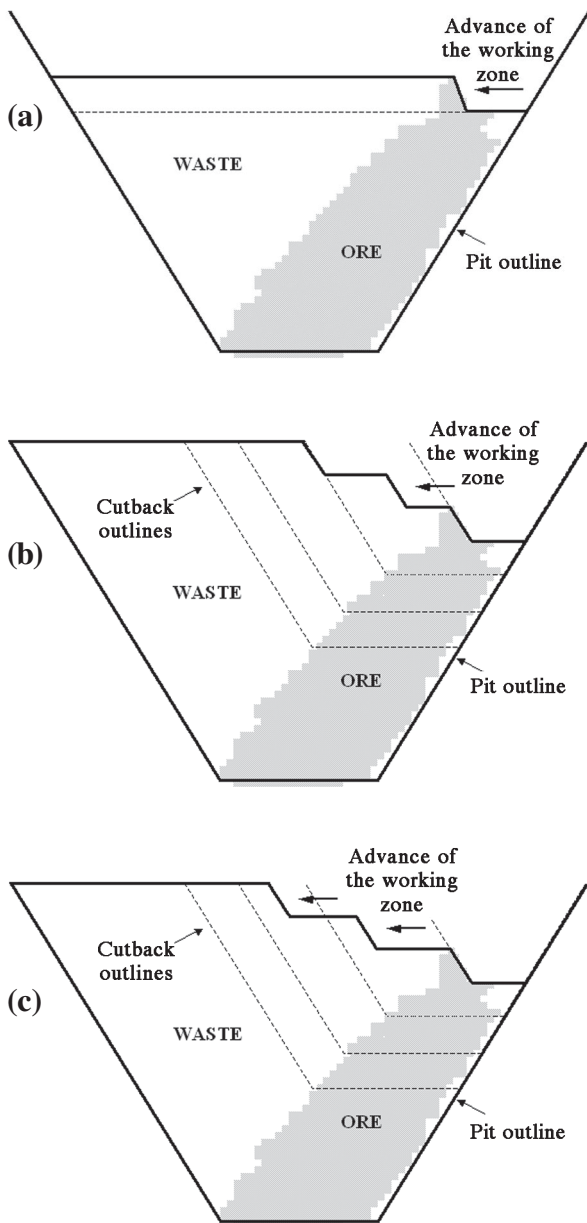 Advance of
the working
zone
(a)
WASTE
ORE
Pit outline
Advance of
the working
zone
Cutback
outlines
(b)
WASTE
ORE
Pit outline
Advance of
the working
zone
Cutback
outlines
(c)
WASTE
ORE
Pit outline